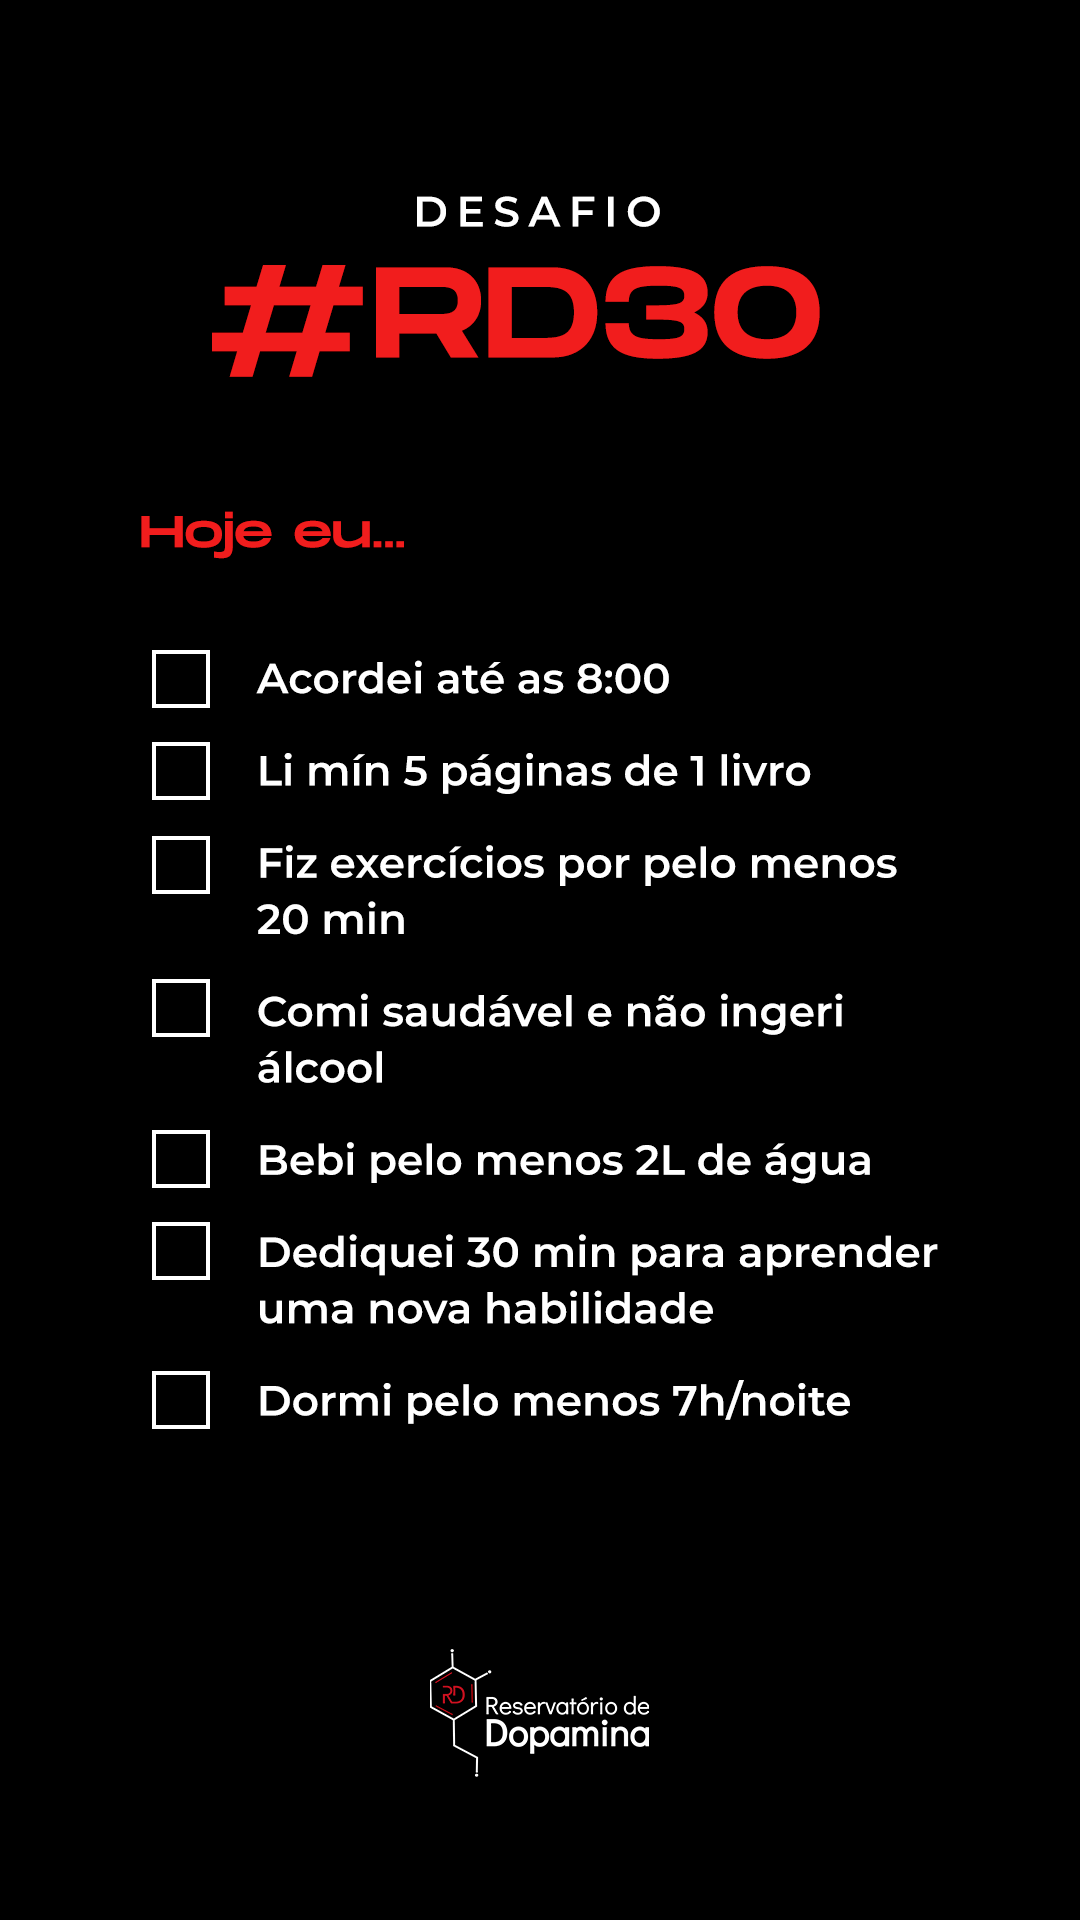 DESAFIO
#RD30
Hoje eu...
Acordei até as 8:00
Li mín 5 páginas de 1 livro
Fiz exercícios por pelo menos
20 min
Comi saudável e não ingeri
álcool
Bebi pelo menos 2L de água
Dediquei 30 min para aprender
uma nova habilidade
Dormi pelo menos 7h/noite
RD
Reservatório de
Dopamina